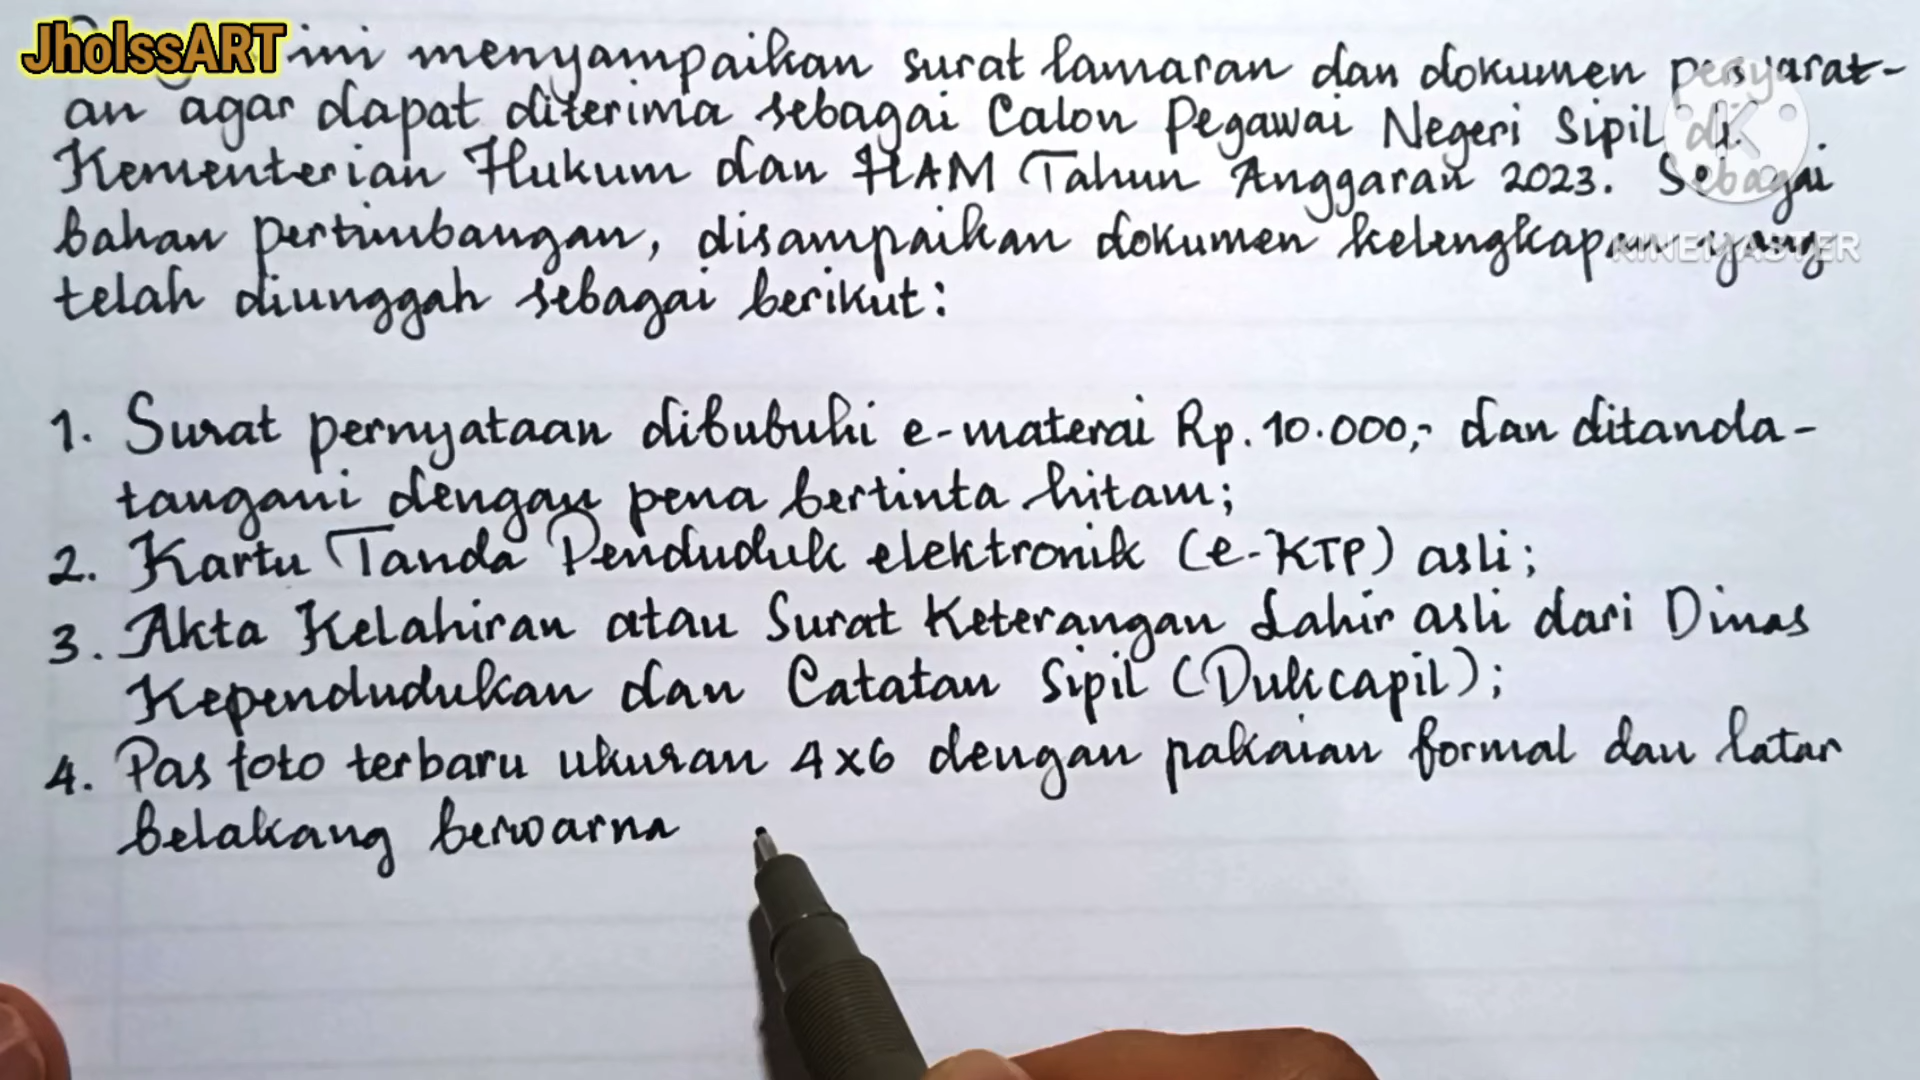 JhoIssART ini menyampaikan surat lamaran dan dokumen persyarat-
an agar dapat diterima sebagai Calon Pegawai Negeri Sipil di
Kementerian Hukum dan HAM Tahun Anggaran 2023. Sebagai
bahan pertimbangan, disampaikan dokumen kelengkapan yang
KINEMASTER
telah diunggah sebagai berikut:
1. Surat pernyataan dibubuhi e-materai Rp. 10.000,- dan ditanda-
tangani dengan pena bertinta hitam;
2. Kartu Tanda Penduduk elektronik (e-KTP) asli;
3. Akta Kelahiran atau Surat Keterangan Lahir asli dari Dinas
Kependudukan dan Catatan Sipil (Dukcapil);
4. Pas foto terbaru ukuran 4x6 dengan pakaian formal dan latar
belakang berwarna